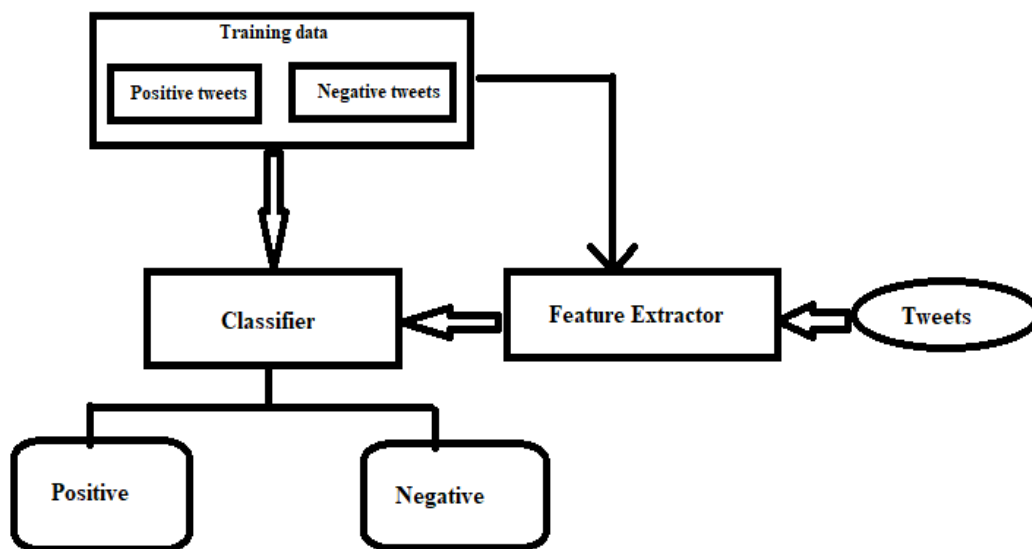 Training data
Positive tweets
Negative tweets
Classifier
Feature Extractor
Tweets
Positive
Negative